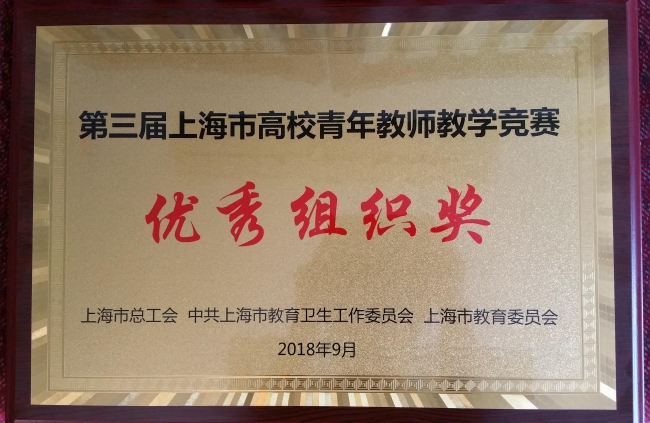 第三届上海市高校青年教师教学竞赛
优秀组织奖
上海市总工会 中共上海市教育卫生工作委员会 上海市教育委员会
2018年9月